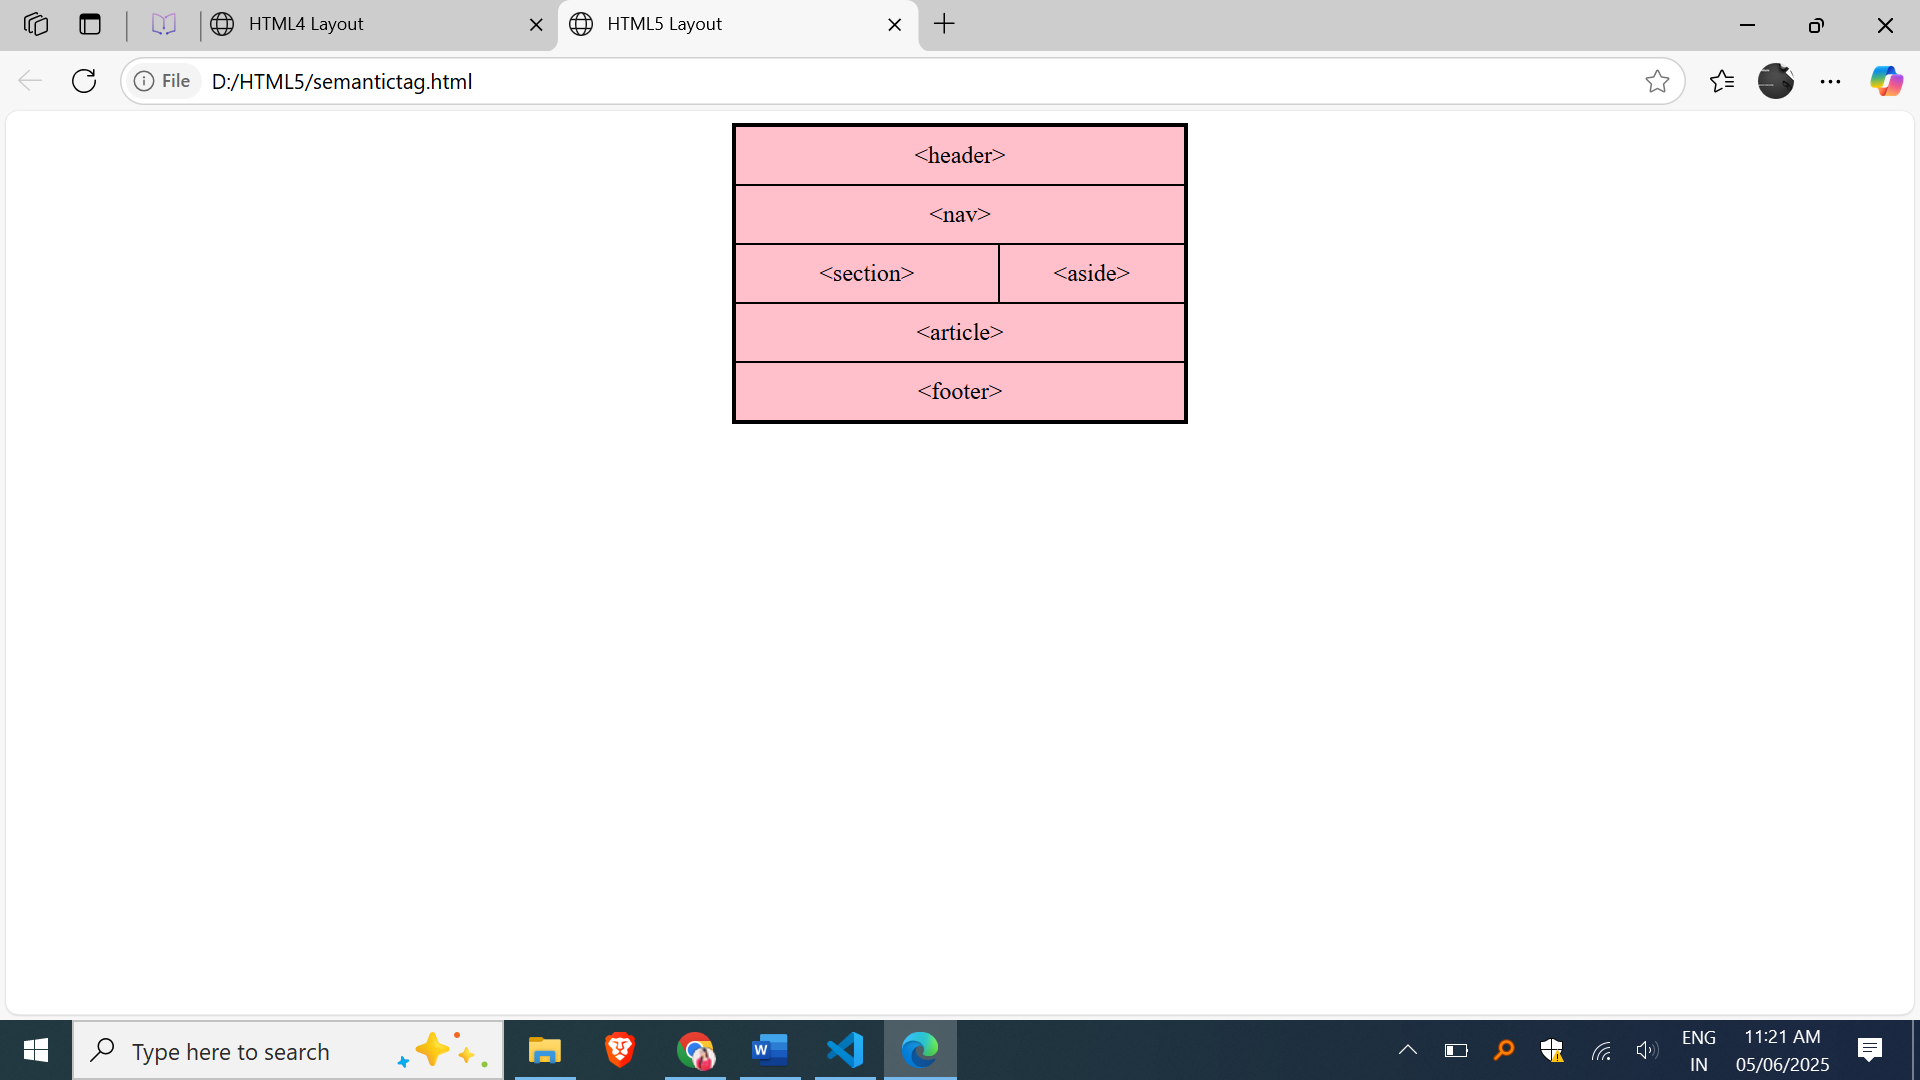 HTML4 Layout
HTML5 Layout
File D:/HTML5/semantictag.html
<header>
<nav>
<section> <aside>
<article>
<footer>
Type here to search
W
ENG
IN
11:21 AM
05/06/2025